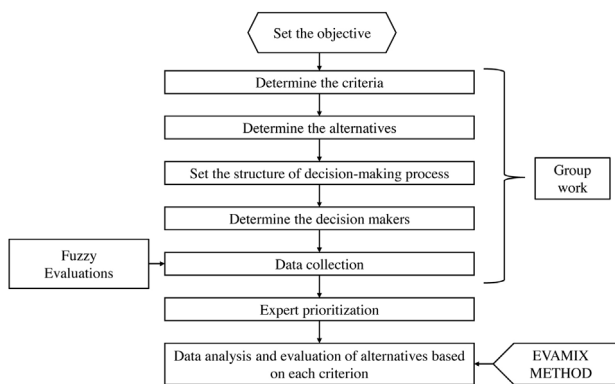 Set the objective
Determine the criteria
Determine the alternatives
Set the structure of decision-making process
Group
work
Determine the decision makers
Fuzzy
Evaluations
Data collection
Expert prioritization
Data analysis and evaluation of alternatives based
on each criterion
EVAMIX
METHOD